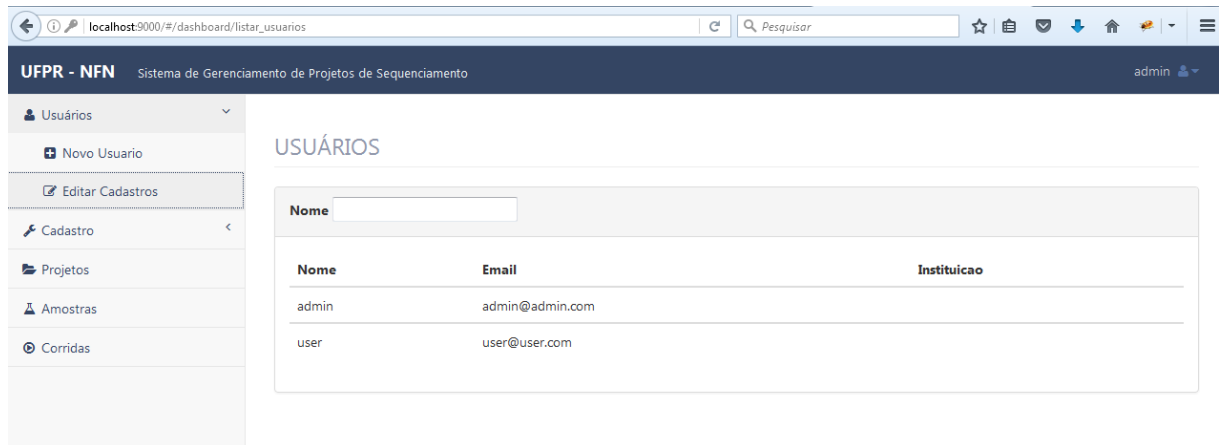 localhost:9000/#/dashboard/listar_usuarios
Pesquisar
UFPR - NFN Sistema de Gerenciamento de Projetos de Sequenciamento
admin
Usuários
Novo Usuario
Editar Cadastros
Cadastro
Projetos
Amostras
Corridas
USUÁRIOS
Nome
Nome Email Instituicao
admin admin@admin.com
user user@user.com